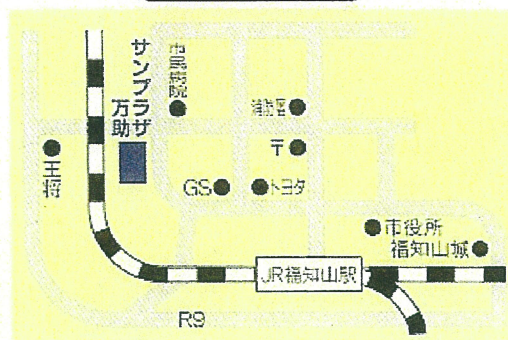 サンプラザ
万助
市民病院
消防署
〒
王将
GS
トヨタ
市役所
福知山城
JR福知山駅
R9